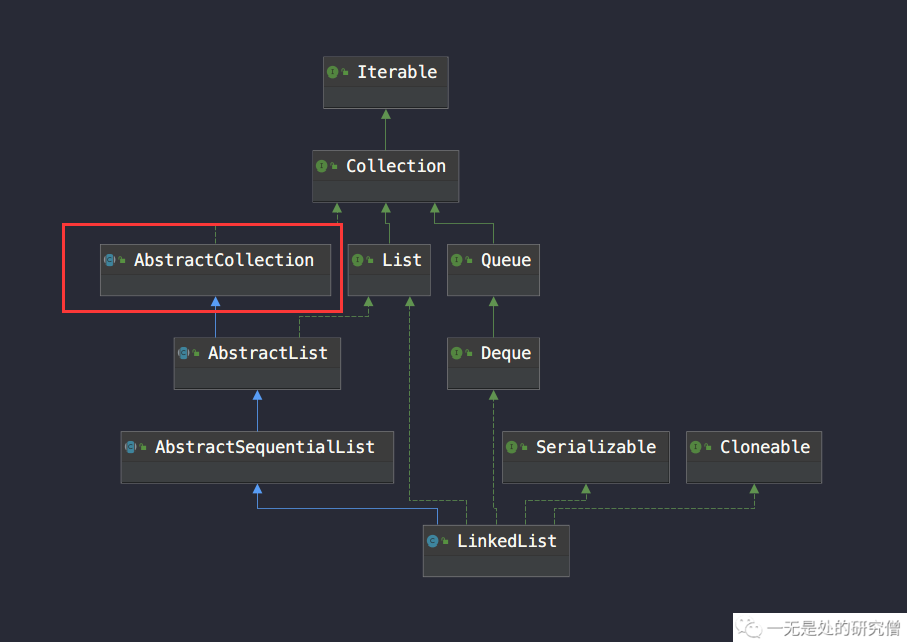 Iterable
Collection
AbstractCollection
List
Queue
AbstractList
Deque
AbstractSequentialList
Serializable
Cloneable
LinkedList
一无是处的研究僧